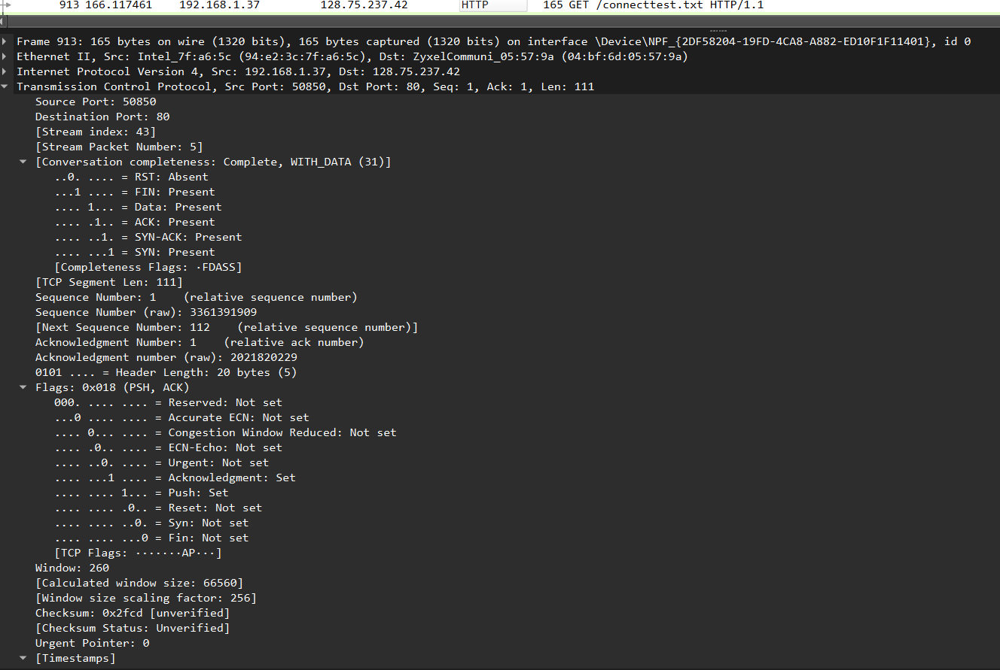 913 166.117461 192.168.1.37 128.75.237.42 HTTP 165 GET /connecttest.txt HTTP/1.1
Frame 913: 165 bytes on wire (1320 bits), 165 bytes captured (1320 bits) on interface \Device\NPF_{2DF58204-19FD-4CA8-A882-ED10F1F11401}, id 0
Ethernet II, Src: Intel_7f:a6:5c (94:e2:3c:7f:a6:5c), Dst: ZyxelCommuni_05:57:9a (04:bf:6d:05:57:9a)
Internet Protocol Version 4, Src: 192.168.1.37, Dst: 128.75.237.42
Transmission Control Protocol, Src Port: 50850, Dst Port: 80, Seq: 1, Ack: 1, Len: 111
Source Port: 50850
Destination Port: 80
[Stream index: 43]
[Stream Packet Number: 5]
[Conversation completeness: Complete, WITH_DATA (31)]
..0. .... = RST: Absent
...1 .... = FIN: Present
.... 1... = Data: Present
.... .1.. = ACK: Present
.... ..1. = SYN-ACK: Present
.... ...1 = SYN: Present
[Completeness Flags: ·FDASS]
[TCP Segment Len: 111]
Sequence Number: 1    (relative sequence number)
Sequence Number (raw): 3361391909
[Next Sequence Number: 112    (relative sequence number)]
Acknowledgment Number: 1    (relative ack number)
Acknowledgment number (raw): 2021820229
0101 .... = Header Length: 20 bytes (5)
Flags: 0x018 (PSH, ACK)
000. .... .... = Reserved: Not set
...0 .... .... = Accurate ECN: Not set
.... 0... .... = Congestion Window Reduced: Not set
.... .0.. .... = ECN-Echo: Not set
.... ..0. .... = Urgent: Not set
.... ...1 .... = Acknowledgment: Set
.... .... 1... = Push: Set
.... .... .0.. = Reset: Not set
.... .... ..0. = Syn: Not set
.... .... ...0 = Fin: Not set
[TCP Flags: ·······AP···]
Window: 260
[Calculated window size: 66560]
[Window size scaling factor: 256]
Checksum: 0x2fcd [unverified]
[Checksum Status: Unverified]
Urgent Pointer: 0
[Timestamps]